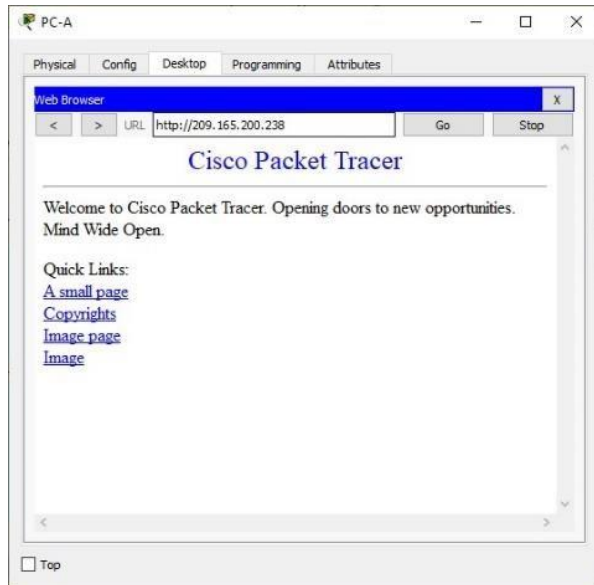 PC-A
Physical Config Desktop Programming Attributes
Web Browser X
< > URL http://209.165.200.238 Go Stop
Cisco Packet Tracer
Welcome to Cisco Packet Tracer. Opening doors to new opportunities.
Mind Wide Open.
Quick Links:
A small page
Copyrights
Image page
Image
Top